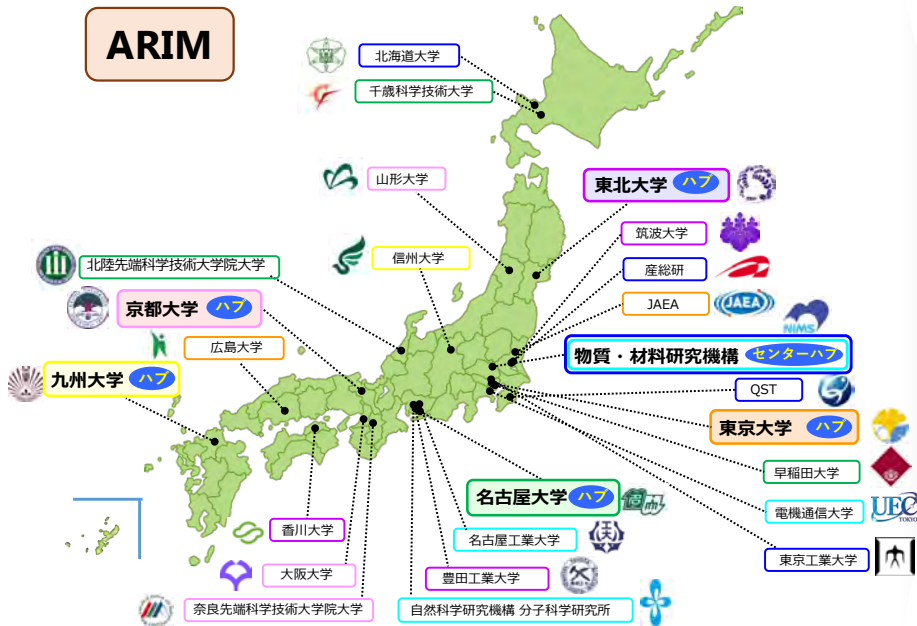 ARIM
北海道大学
千歳科学技術大学
山形大学
東北大学 ハブ
筑波大学
信州大学
北陸先端科学技術大学院大学
産総研
京都大学 ハブ
JAEA
JAEA
NIMS
広島大学
物質・材料研究機構 センターハブ
九州大学 ハブ
QST
東京大学 ハブ
早稲田大学
名古屋大学 ハブ
電機通信大学
UEC
TOKYO
香川大学
名古屋工業大学
東京工業大学
大阪大学
豊田工業大学
奈良先端科学技術大学院大学
自然科学研究機構 分子科学研究所